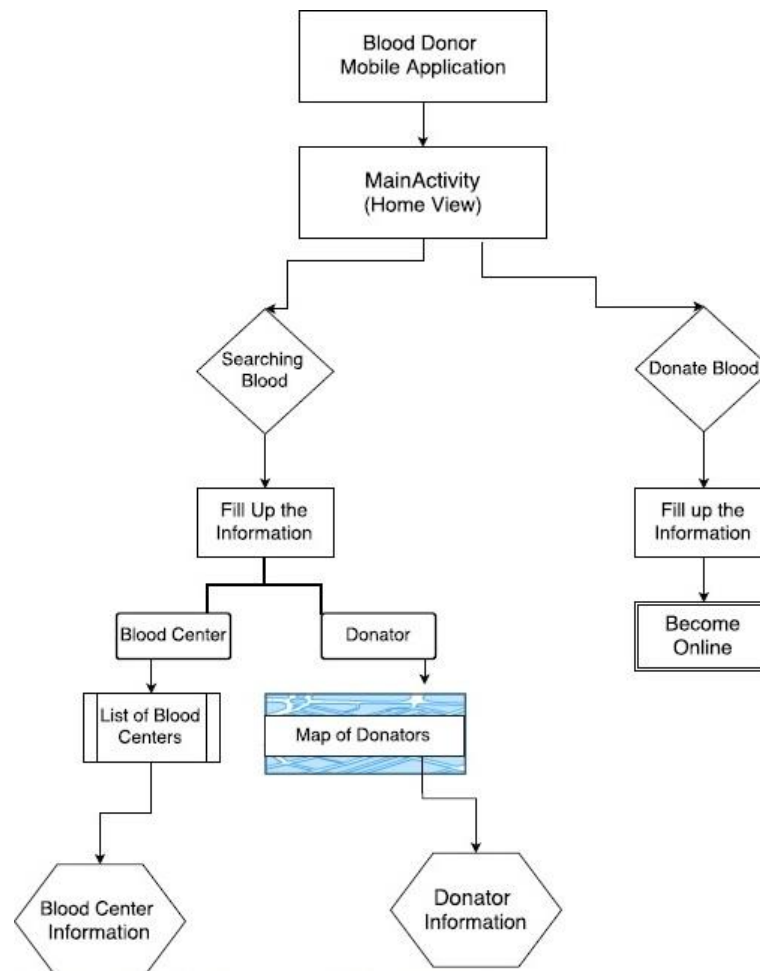 Blood Donor
Mobile Application
MainActivity
(Home View)
Searching
Blood
Donate Blood
Fill Up the
Information
Fill up the
Information
Blood Center
Donator
Become
Online
List of Blood
Centers
Map of Donators
Blood Center
Information
Donator
Information